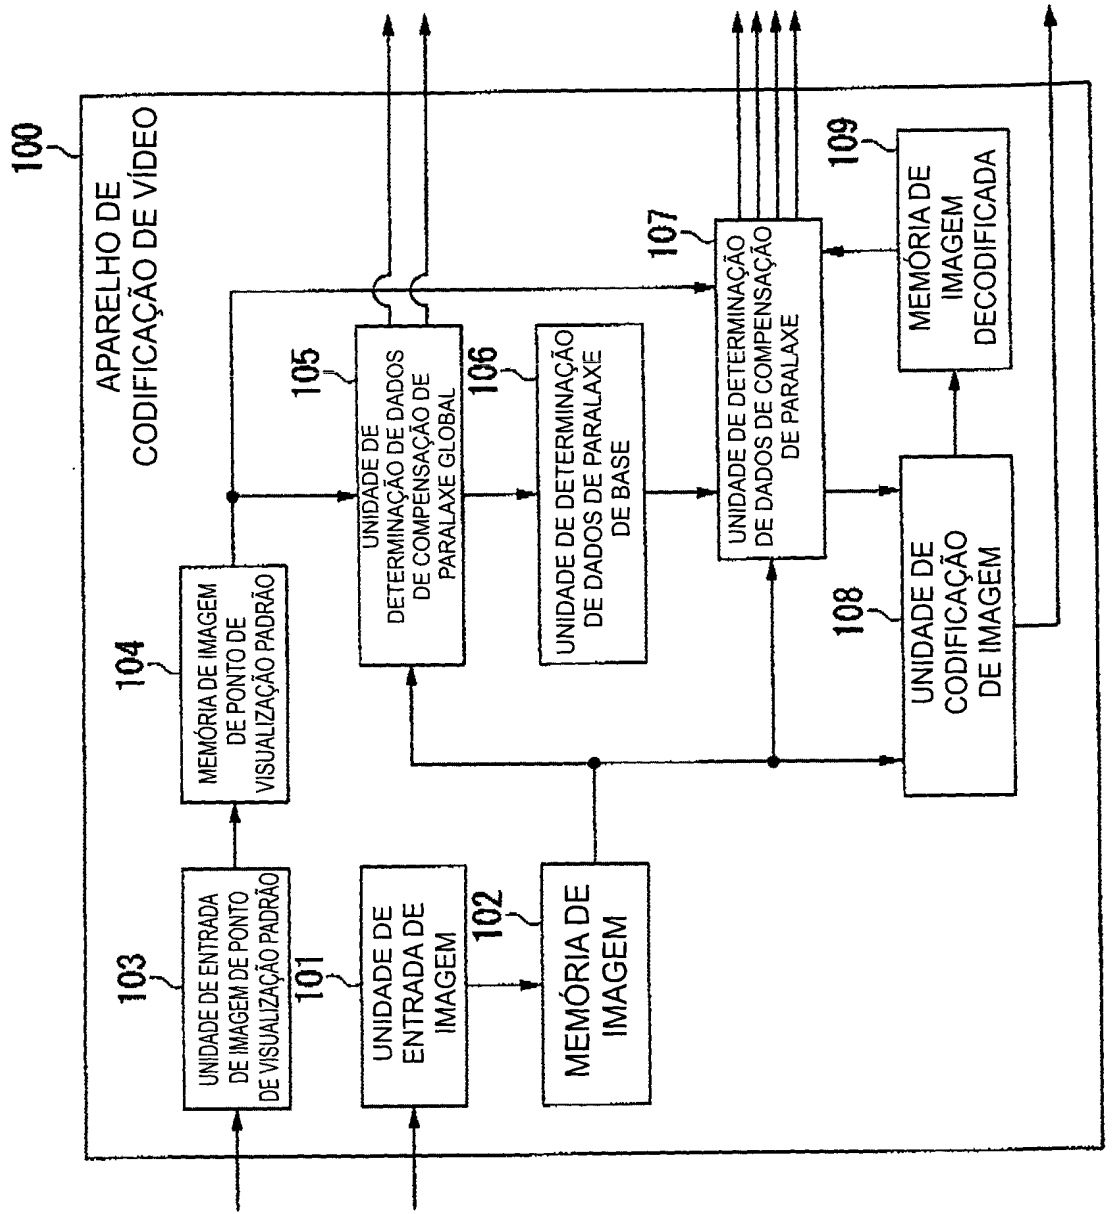 100
APARELHO DE
CODIFICAÇÃO DE VÍDEO
103
UNIDADE DE ENTRADA
DE IMAGEM DE PONTO
DE VISUALIZAÇÃO PADRÃO
104
MEMÓRIA DE IMAGEM
DE PONTO DE
VISUALIZAÇÃO PADRÃO
101
UNIDADE DE
ENTRADA DE
IMAGEM
102
MEMÓRIA DE
IMAGEM
105
UNIDADE DE
DETERMINAÇÃO DE DADOS
DE COMPENSAÇÃO DE
PARALAXE GLOBAL
106
UNIDADE DE DETERMINAÇÃO
DE DADOS DE PARALAXE
DE BASE
107
UNIDADE DE DETERMINAÇÃO
DE DADOS DE COMPENSAÇÃO
DE PARALAXE
108
UNIDADE DE
CODIFICAÇÃO
DE IMAGEM
109
MEMÓRIA DE
IMAGEM
DECODIFICADA